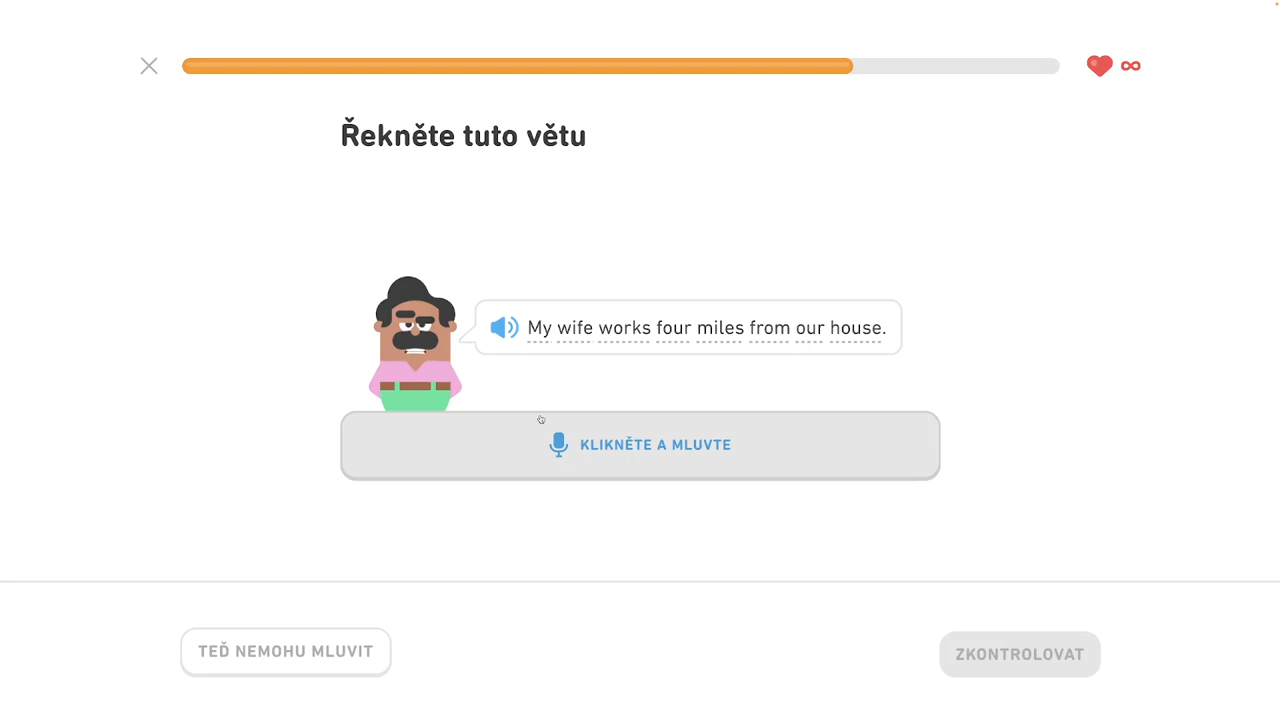 ∞
Řekněte tuto větu
My wife works four miles from our house.
KLIKNĚTE A MLUVTE
TEĎ NEMOHU MLUVIT
ZKONTROLOVAT